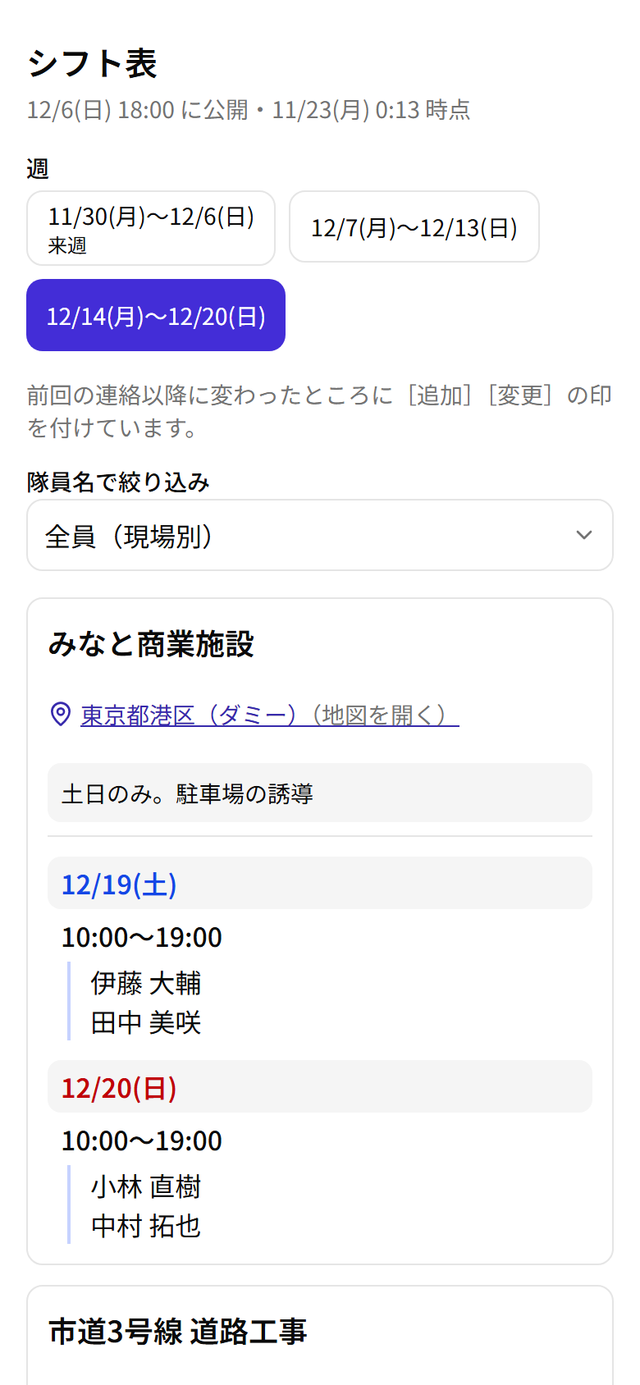 シフト表
12/6(日) 18:00 に公開・11/23(月) 0:13 時点
週
11/30(月)〜12/6(日)
来週
12/7(月)〜12/13(日)
12/14(月)〜12/20(日)
前回の連絡以降に変わったところに［追加］［変更］の印
を付けています。
隊員名で絞り込み
全員（現場別）
みなと商業施設
東京都港区（ダミー）（地図を開く）
土日のみ。駐車場の誘導
12/19(土)
10:00〜19:00
伊藤 大輔
田中 美咲
12/20(日)
10:00〜19:00
小林 直樹
中村 拓也
市道3号線 道路工事